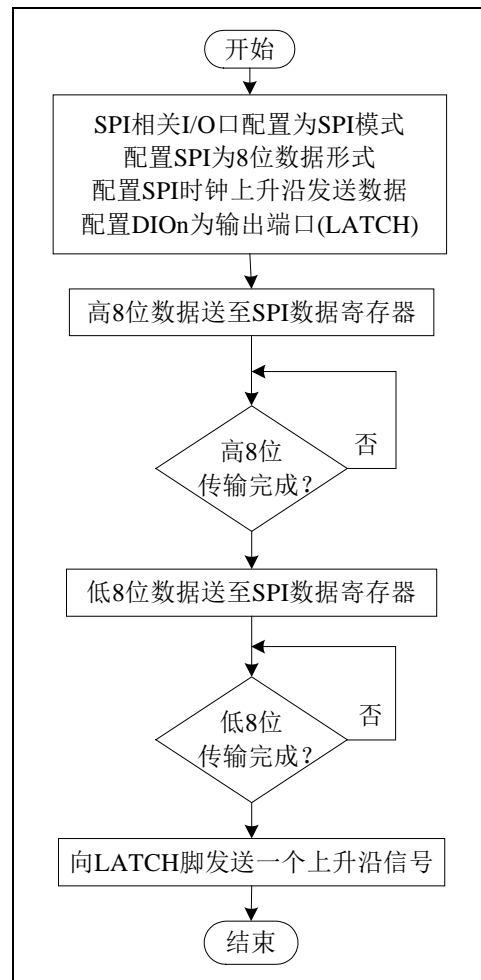 开始
SPI相关I/O口配置为SPI模式
配置SPI为8位数据形式
配置SPI时钟上升沿发送数据
配置DIOn为输出端口(LATCH)
高8位数据送至SPI数据寄存器
否
高8位
传输完成？
低8位数据送至SPI数据寄存器
否
低8位
传输完成？
向LATCH脚发送一个上升沿信号
结束